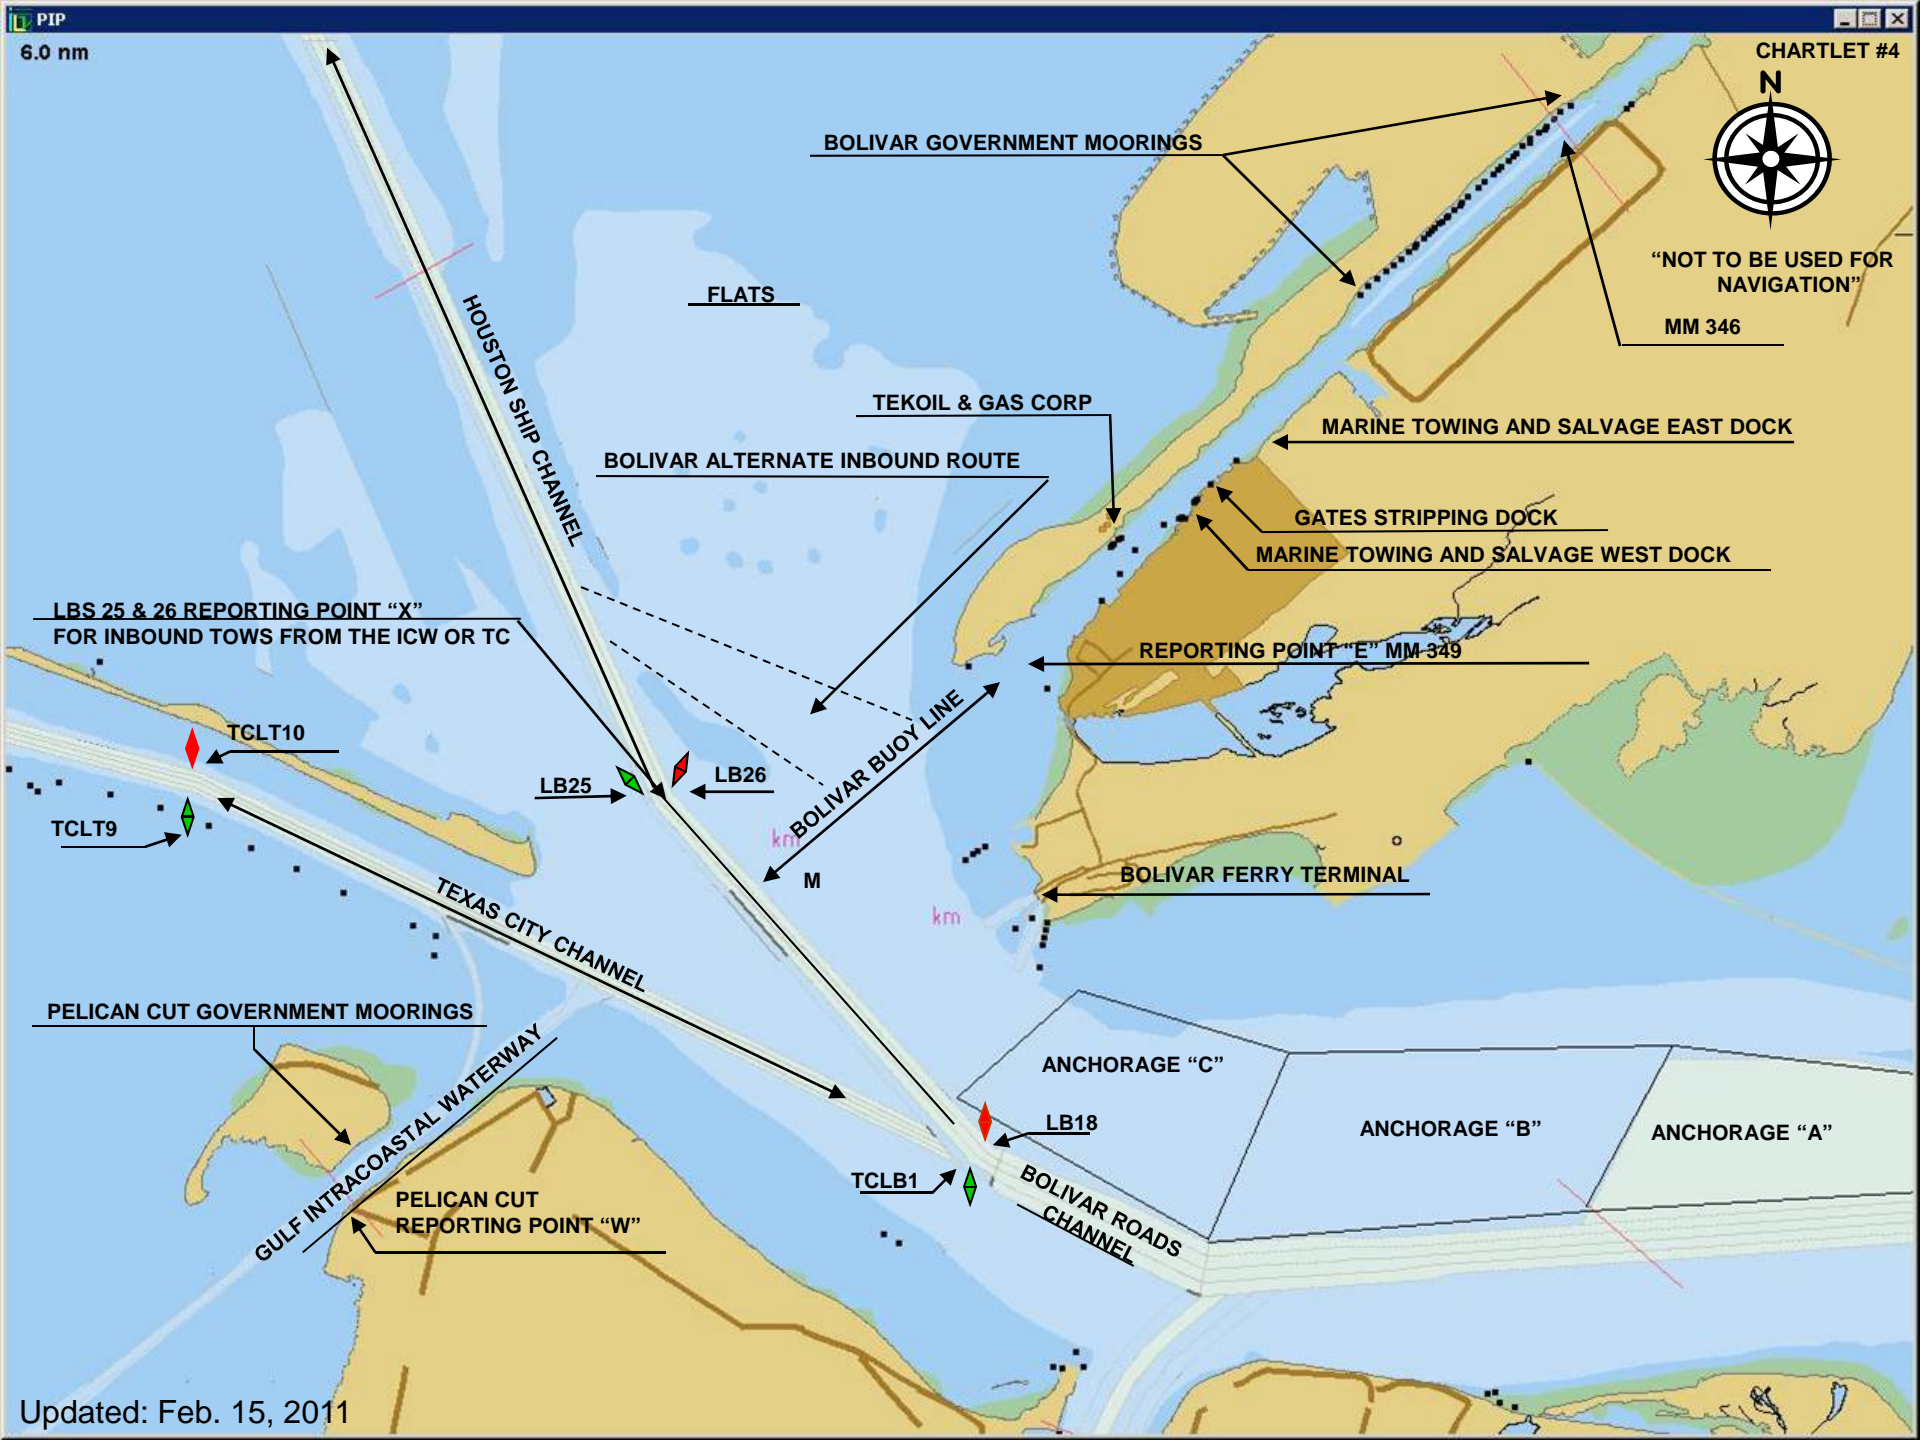 PIP
6.0 nm
CHARTLET #4
N
BOLIVAR GOVERNMENT MOORINGS
“NOT TO BE USED FOR
NAVIGATION”
FLATS
MM 346
HOUSTON SHIP CHANNEL
TEKOIL & GAS CORP
MARINE TOWING AND SALVAGE EAST DOCK
BOLIVAR ALTERNATE INBOUND ROUTE
GATES STRIPPING DOCK
MARINE TOWING AND SALVAGE WEST DOCK
LBS 25 & 26 REPORTING POINT “X”
FOR INBOUND TOWS FROM THE ICW OR TC
REPORTING POINT “E” MM 349
BOLIVAR BUOY LINE
TCLT10
LB25
LB26
TCLT9
km
M
BOLIVAR FERRY TERMINAL
km
TEXAS CITY CHANNEL
PELICAN CUT GOVERNMENT MOORINGS
GULF INTRACOASTAL WATERWAY
ANCHORAGE “C”
ANCHORAGE “B”
ANCHORAGE “A”
LB18
TCLB1
BOLIVAR ROADS
CHANNEL
PELICAN CUT
REPORTING POINT “W”
Updated: Feb. 15, 2011